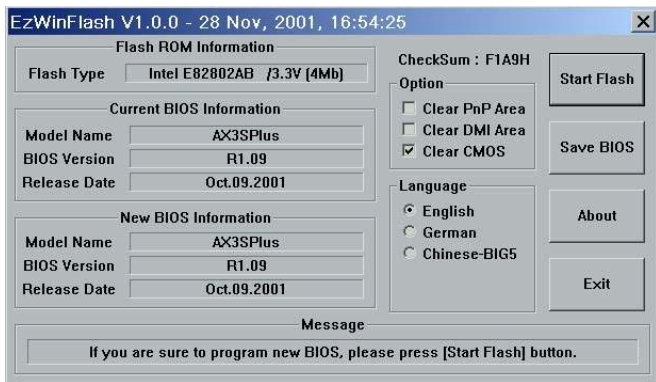 EzWinFlash V1.0.0 - 28 Nov, 2001, 16:54:25
Flash ROM Information
Flash Type Intel E82802AB /3.3V (4Mb)
Current BIOS Information
Model Name AX3SPlus
BIOS Version R1.09
Release Date Oct.09.2001
New BIOS Information
Model Name AX3SPlus
BIOS Version R1.09
Release Date Oct.09.2001
CheckSum : F1A9H
Option
Clear PnP Area
Clear DMI Area
Clear CMOS
Language
English
German
Chinese-BIG5
Start Flash
Save BIOS
About
Exit
Message
If you are sure to program new BIOS, please press [Start Flash] button.